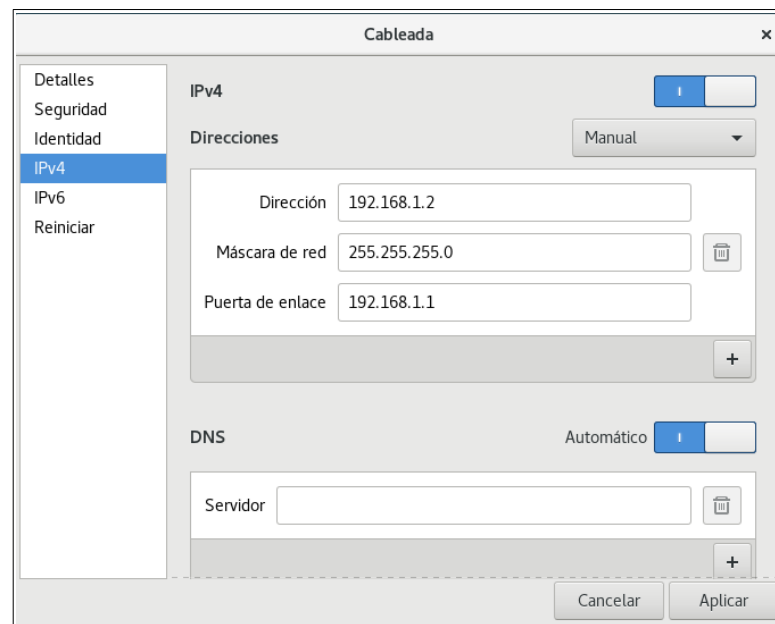 Cableada
Detalles
Seguridad
Identidad
IPv4
IPv6
Reiniciar
IPv4
Direcciones Manual
Dirección 192.168.1.2
Máscara de red 255.255.255.0
Puerta de enlace 192.168.1.1
+
DNS Automático
Servidor
+
Cancelar Aplicar